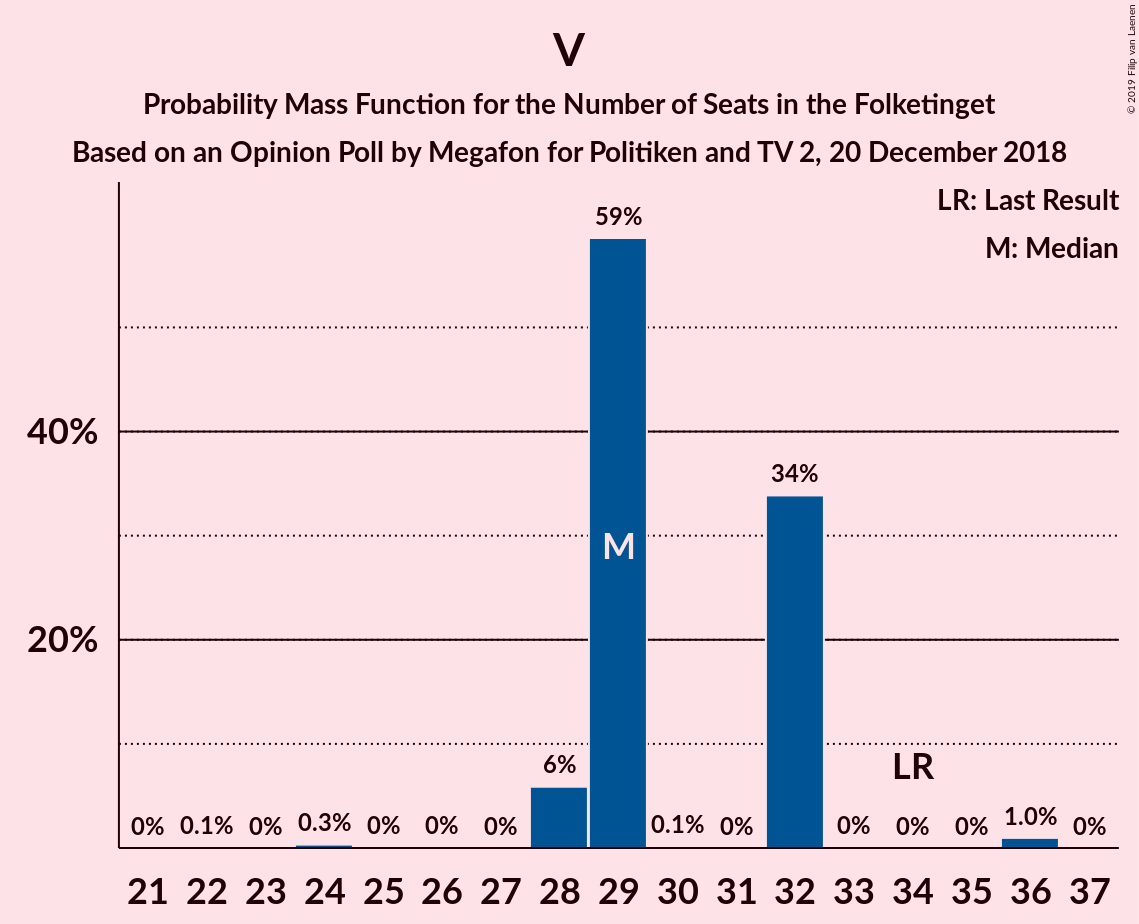 © 2019 Filip van Laenen
V
Probability Mass Function for the Number of Seats in the Folketinget
Based on an Opinion Poll by Megafon for Politiken and TV 2, 20 December 2018
LR: Last Result
M: Median
59%
40%
34%
M
20%
LR
6%
0% 0.1% 0% 0.3% 0% 0% 0% 0.1% 0% 0% 0% 0% 1.0% 0%
21 22 23 24 25 26 27 28 29 30 31 32 33 34 35 36 37